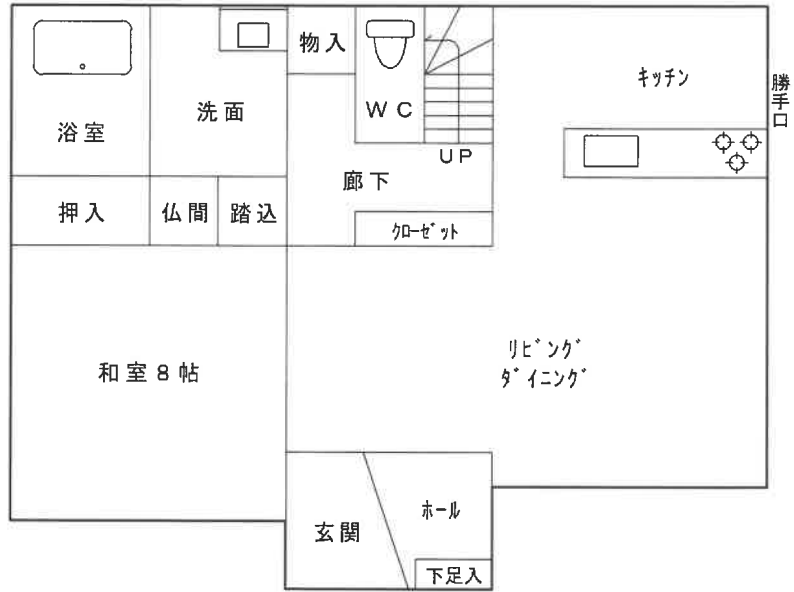 物入
キッチン
勝手口
洗面
WC
浴室
UP
廊下
押入
仏間
踏込
クローゼット
リビング
ダイニング
和室8帖
ホール
玄関
下足入